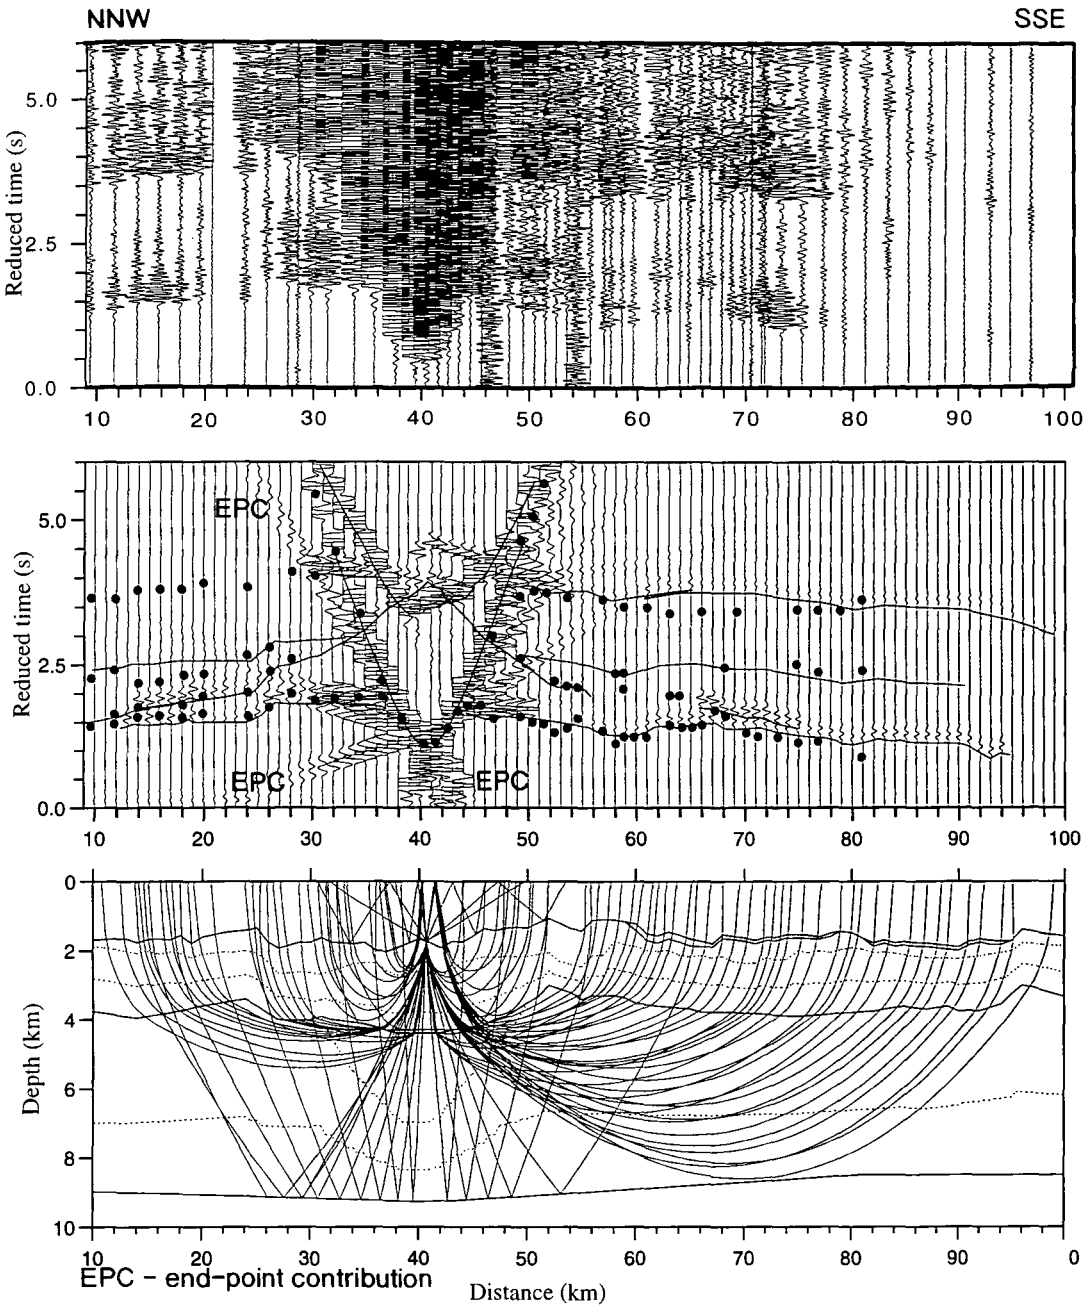 NNW SSE
5.0
2.5
0.0
Reduced time (s)
10 20 30 40 50 60 70 80 90 100
EPC
5.0
2.5
0.0
Reduced time (s)
EPC EPC
10 20 30 40 50 60 70 80 90 100
0
2
4
6
8
10
Depth (km)
10 20 30 40 50 60 70 80 90 0
EPC - end-point contribution
Distance (km)